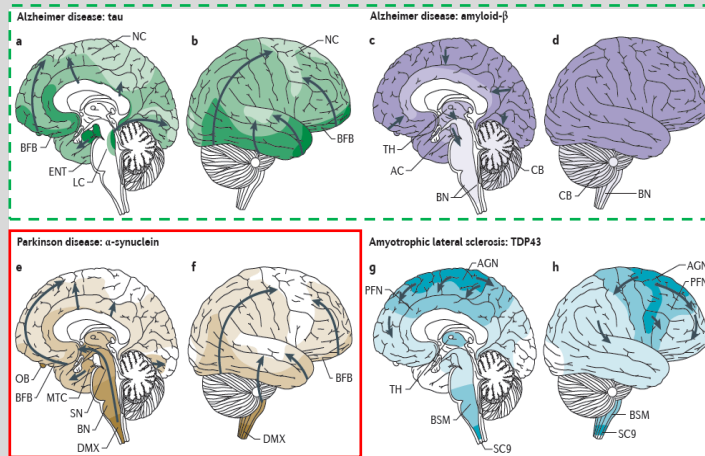 Alzheimer disease: tau
Alzheimer disease: amyloid-β
a
NC
b
NC
c
d
BFB
ENT
LC
BFB
TH
AC
BN
CB
CB
BN
Parkinson disease: α-synuclein
Amyotrophic lateral sclerosis: TDP43
e
f
g
AGN
PFN
h
AGN
PFN
OB
BFB
MTC
SN
BN
DMX
BFB
DMX
TH
BSM
SC9
BSM
SC9